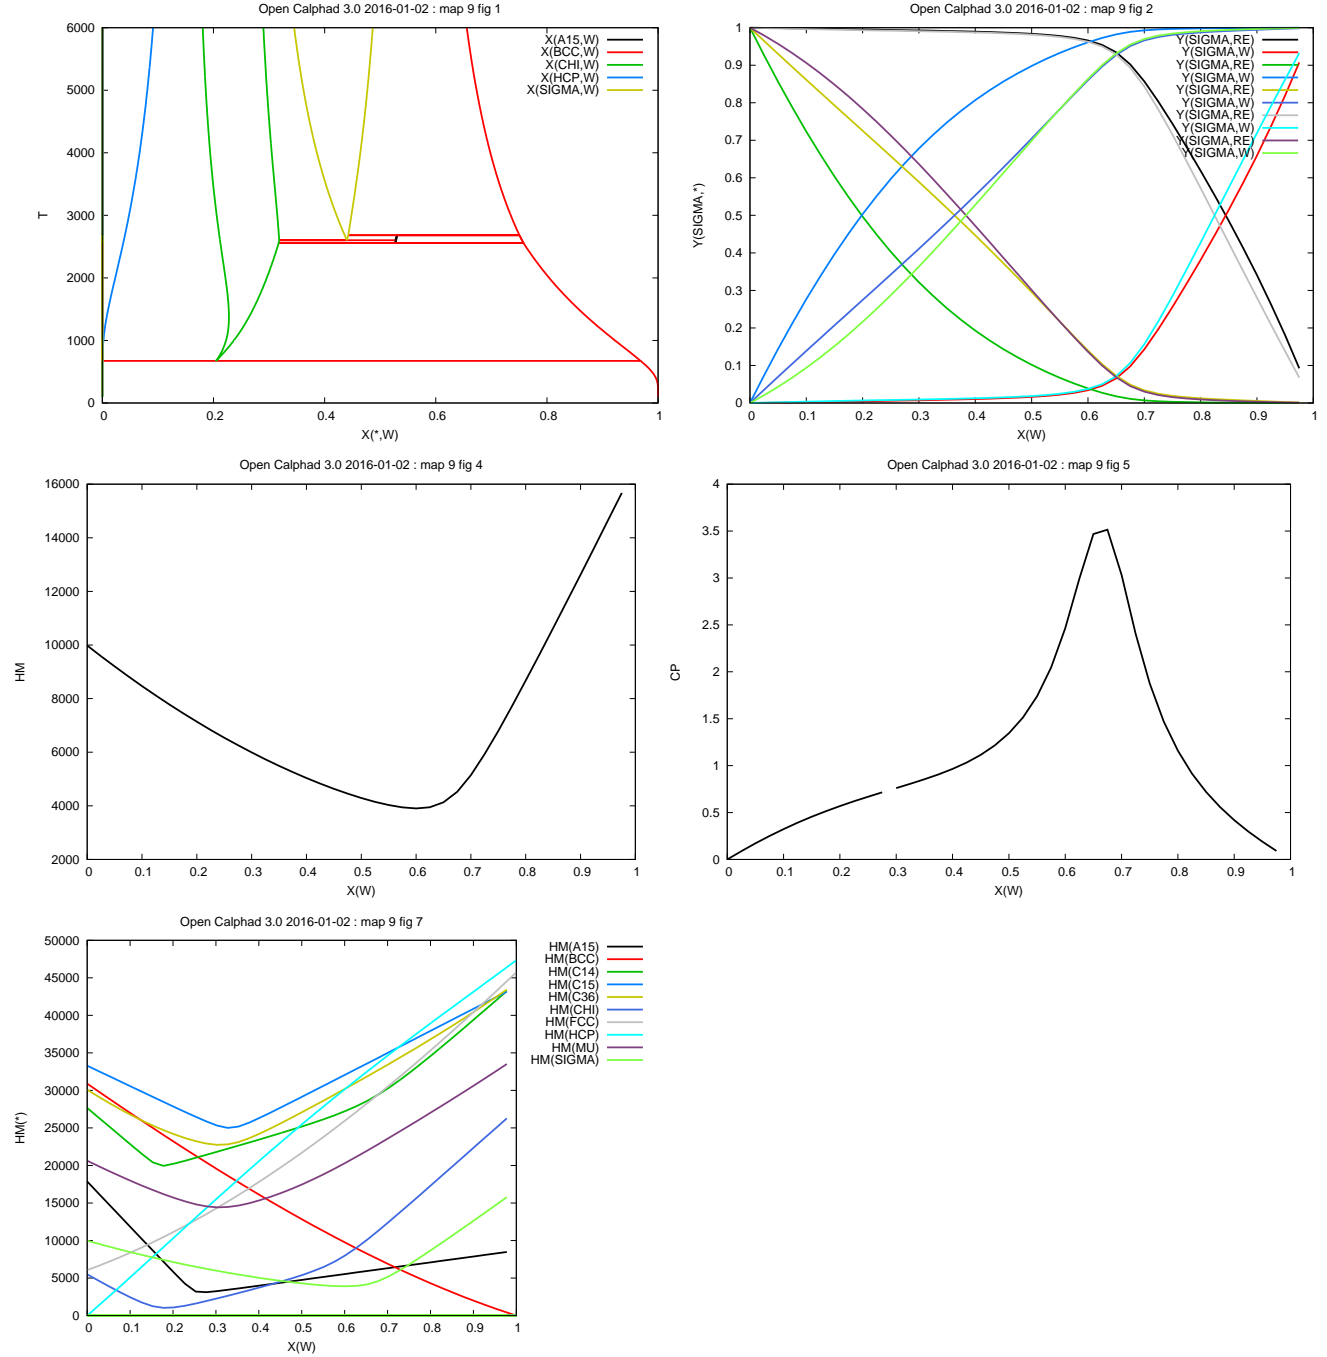 Open Calphad 3.0 2016-01-02 : map 9 fig 1
T
6000
5000
4000
3000
2000
1000
0
0 0.2 0.4 0.6 0.8 1
X(*,W)
X(A15,W)
X(BCC,W)
X(CHI,W)
X(HCP,W)
X(SIGMA,W)
Open Calphad 3.0 2016-01-02 : map 9 fig 2
Y(SIGMA,*)
1
0.9
0.8
0.7
0.6
0.5
0.4
0.3
0.2
0.1
0
0 0.1 0.2 0.3 0.4 0.5 0.6 0.7 0.8 0.9 1
X(W)
Y(SIGMA,RE)
Y(SIGMA,W)
Y(SIGMA,RE)
Y(SIGMA,W)
Y(SIGMA,RE)
Y(SIGMA,W)
Y(SIGMA,RE)
Y(SIGMA,W)
Y(SIGMA,RE)
Y(SIGMA,W)
Open Calphad 3.0 2016-01-02 : map 9 fig 4
HM
16000
14000
12000
10000
8000
6000
4000
2000
0 0.1 0.2 0.3 0.4 0.5 0.6 0.7 0.8 0.9 1
X(W)
Open Calphad 3.0 2016-01-02 : map 9 fig 5
CP
4
3.5
3
2.5
2
1.5
1
0.5
0
0 0.1 0.2 0.3 0.4 0.5 0.6 0.7 0.8 0.9 1
X(W)
Open Calphad 3.0 2016-01-02 : map 9 fig 7
HM(*)
50000
45000
40000
35000
30000
25000
20000
15000
10000
5000
0
0 0.1 0.2 0.3 0.4 0.5 0.6 0.7 0.8 0.9 1
X(W)
HM(A15)
HM(BCC)
HM(C14)
HM(C15)
HM(C36)
HM(CHI)
HM(FCC)
HM(HCP)
HM(MU)
HM(SIGMA)